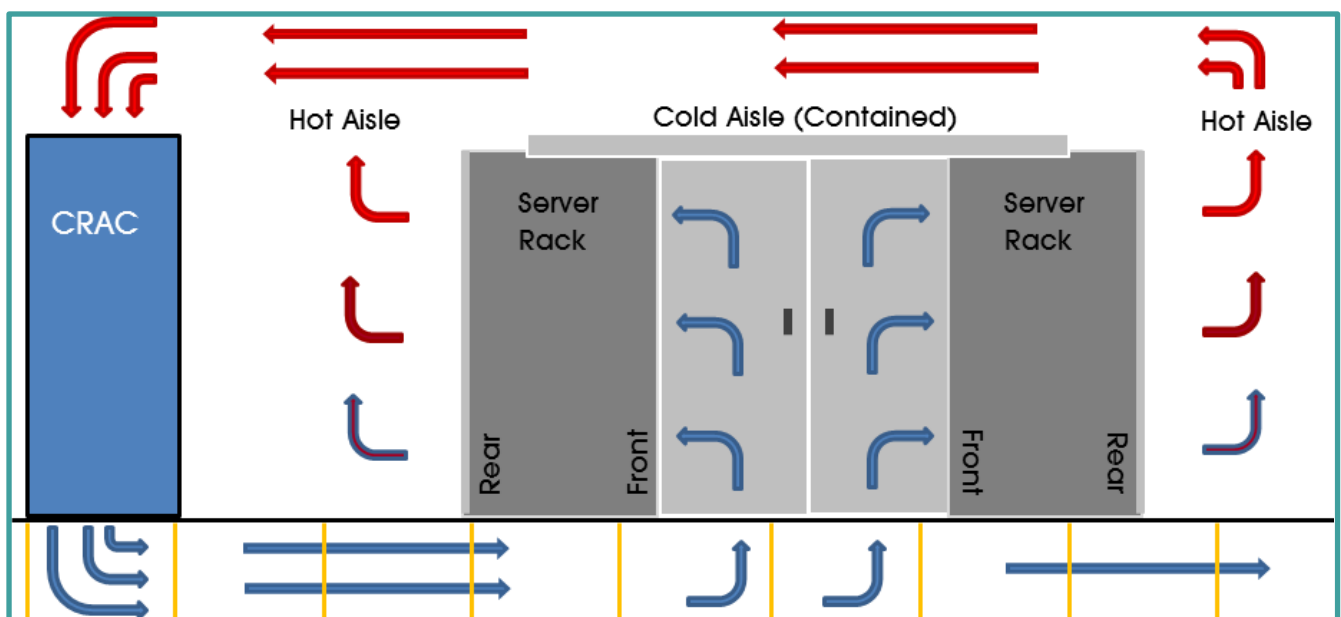 Hot Aisle
Cold Aisle (Contained)
Hot Aisle
CRAC
Server
Rack
Server
Rack
Rear
Front
Front
Rear